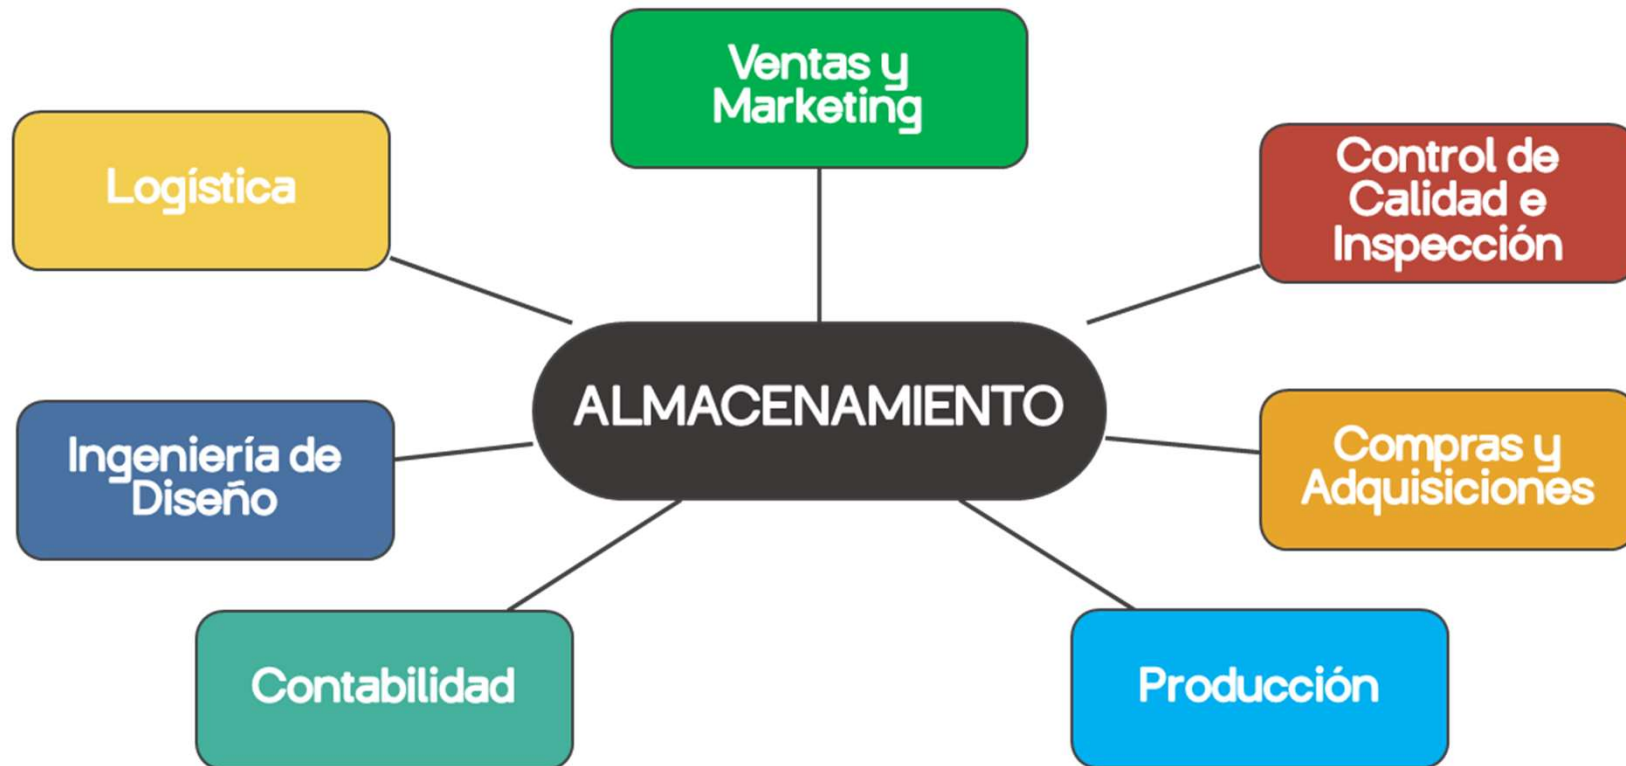 Ventas y
Marketing
Logística
Control de
Calidad e
Inspección
ALMACENAMIENTO
Ingeniería de
Diseño
Compras y
Adquisiciones
Contabilidad
Producción